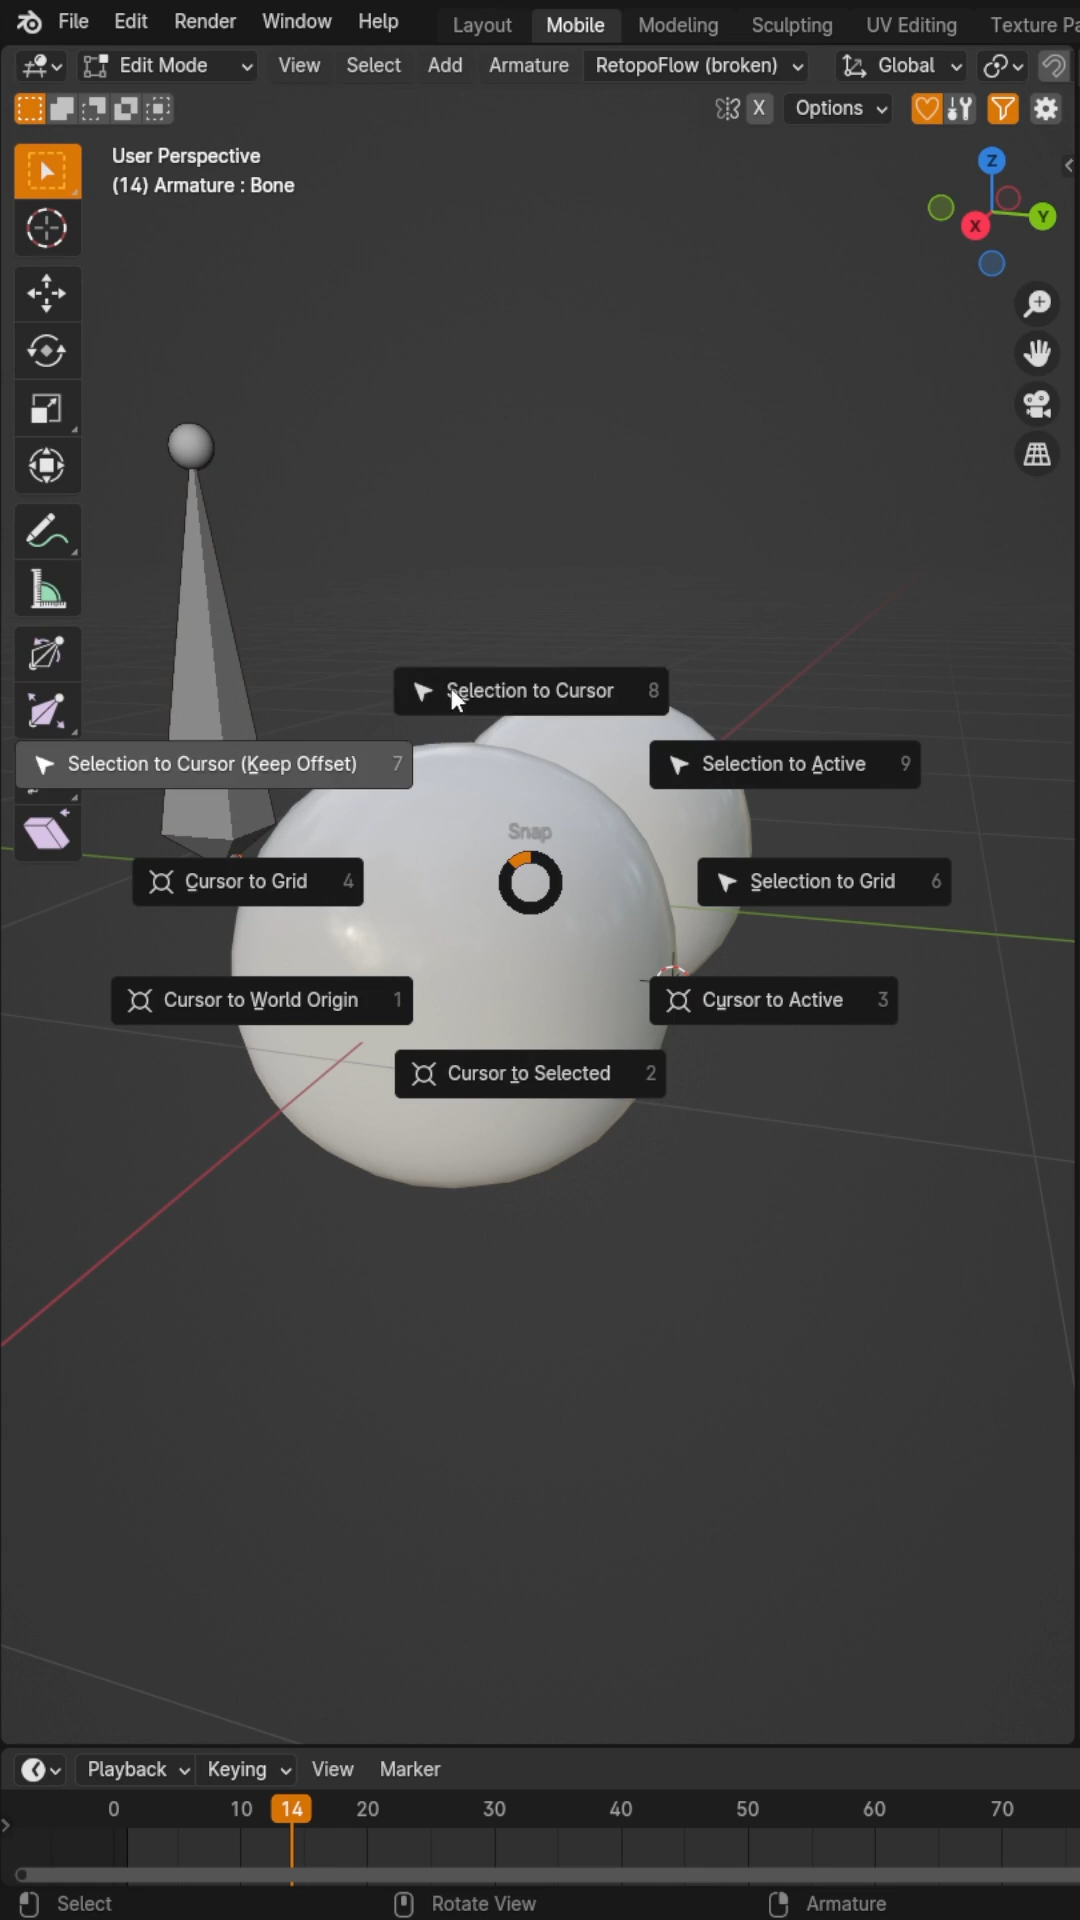 File Edit Render Window Help Layout Mobile Modeling Sculpting UV Editing Texture Pa
Edit Mode View Select Add Armature RetopoFlow (broken) Global
X Options
User Perspective
(14) Armature : Bone
Z
Y
X
Selection to Cursor 8
Selection to Cursor (Keep Offset) 7
Selection to Active 9
Snap
Cursor to Grid 4
Selection to Grid 6
Cursor to World Origin 1
Cursor to Active 3
Cursor to Selected 2
Playback Keying View Marker
0 10 14 20 30 40 50 60 70
Select Rotate View Armature